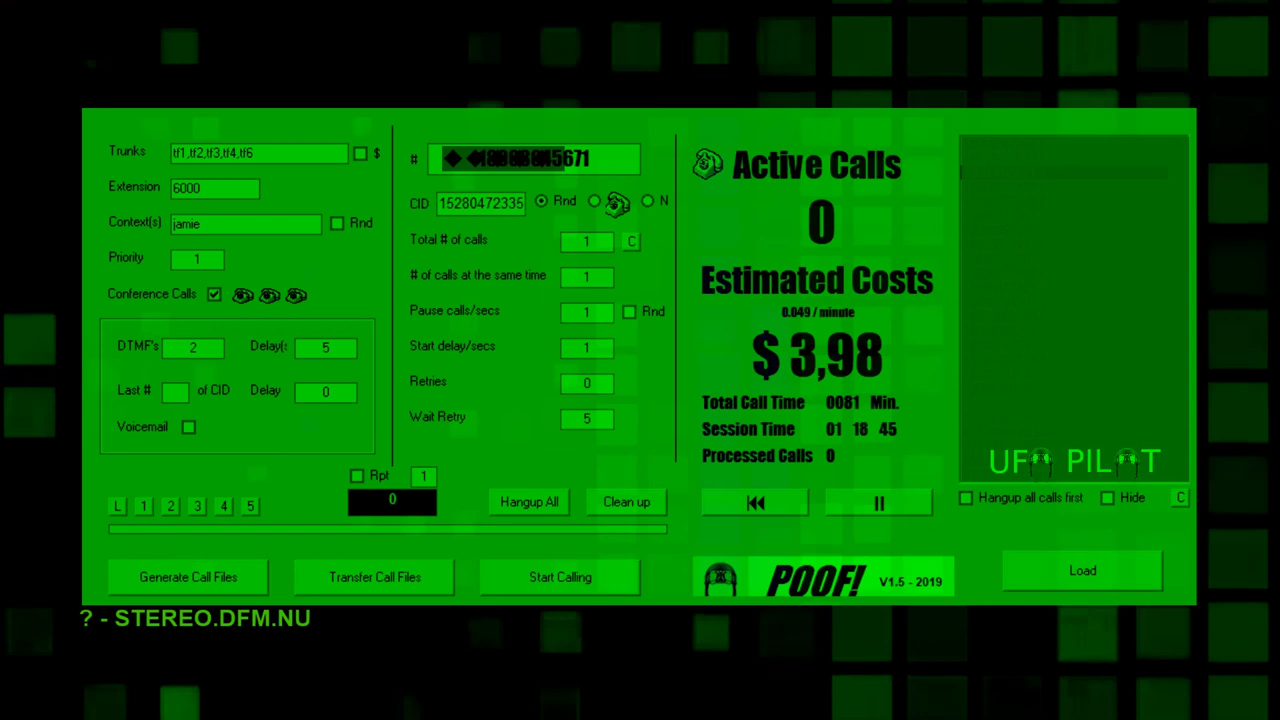 Trunks tf1,tf2,tf3,tf4,tf6 $
Extension 6000
Context(s) jamie Rnd
Priority 1
Conference Calls
DTMF's 2 Delay(s 5
Last # of CID Delay 0
Voicemail
Rpt 1
0
L 1 2 3 4 5
Generate Call Files
Transfer Call Files
Start Calling
# 5671
CID 15280472335 Rnd N
Total # of calls 1 C
# of calls at the same time 1
Pause calls/secs 1 Rnd
Start delay/secs 1
Retries 0
Wait Retry 5
Hangup All
Clean up
Active Calls
0
Estimated Costs
0.049 / minute
$ 3,98
Total Call Time 0081 Min.
Session Time 01 18 45
Processed Calls 0
POOF! V1.5 - 2019
UFO PILOT
Hangup all calls first Hide C
Load
? - STEREO.DFM.NU